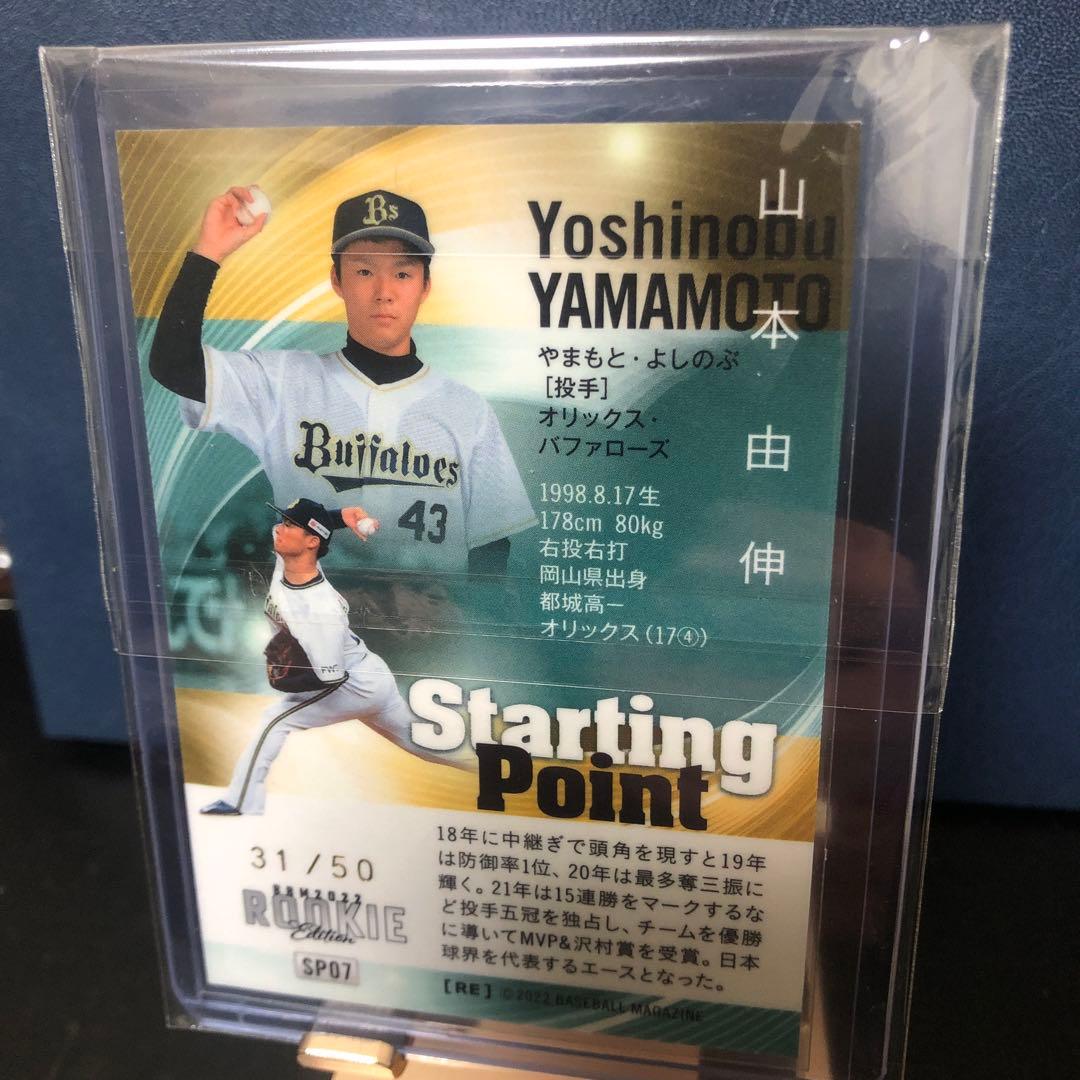 Bs
Yoshinobu
YAMAMOTO
山本由伸
やまもと・よしのぶ
[投手]
オリックス・
バファローズ
1998.8.17生
178cm 80kg
右投右打
岡山県出身
都城高－
オリックス(17④)
Buffaloes
43
Starting
Point
18年に中継ぎで頭角を現すと19年
は防御率1位、20年は最多奪三振に
輝く。21年は15連勝をマークするな
ど投手五冠を独占し、チームを優勝
に導いてMVP&沢村賞を受賞。日本
球界を代表するエースとなった。
31/50
BBM2022
ROOKIE
Edition
SP07
[RE] ©2022 BASEBALL MAGAZINE